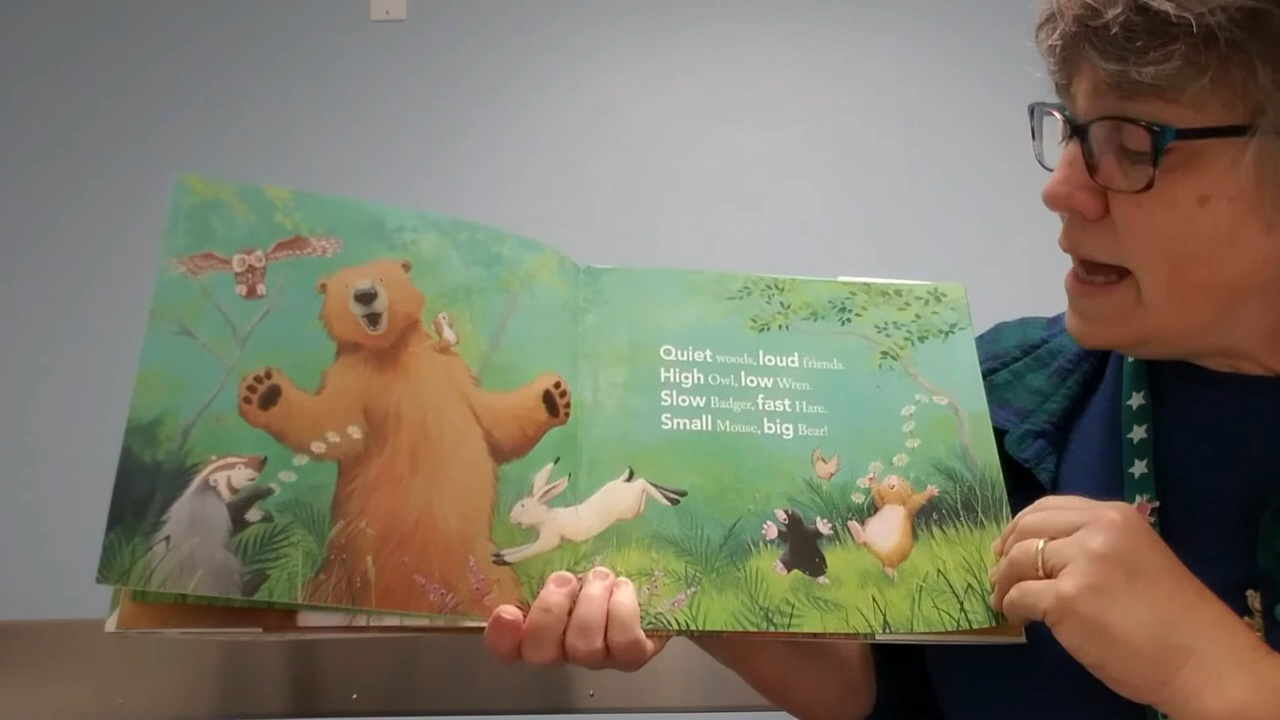 Quiet woods, loud friends.
High Owl, low Wren.
Slow Badger, fast Hare.
Small Mouse, big Bear!